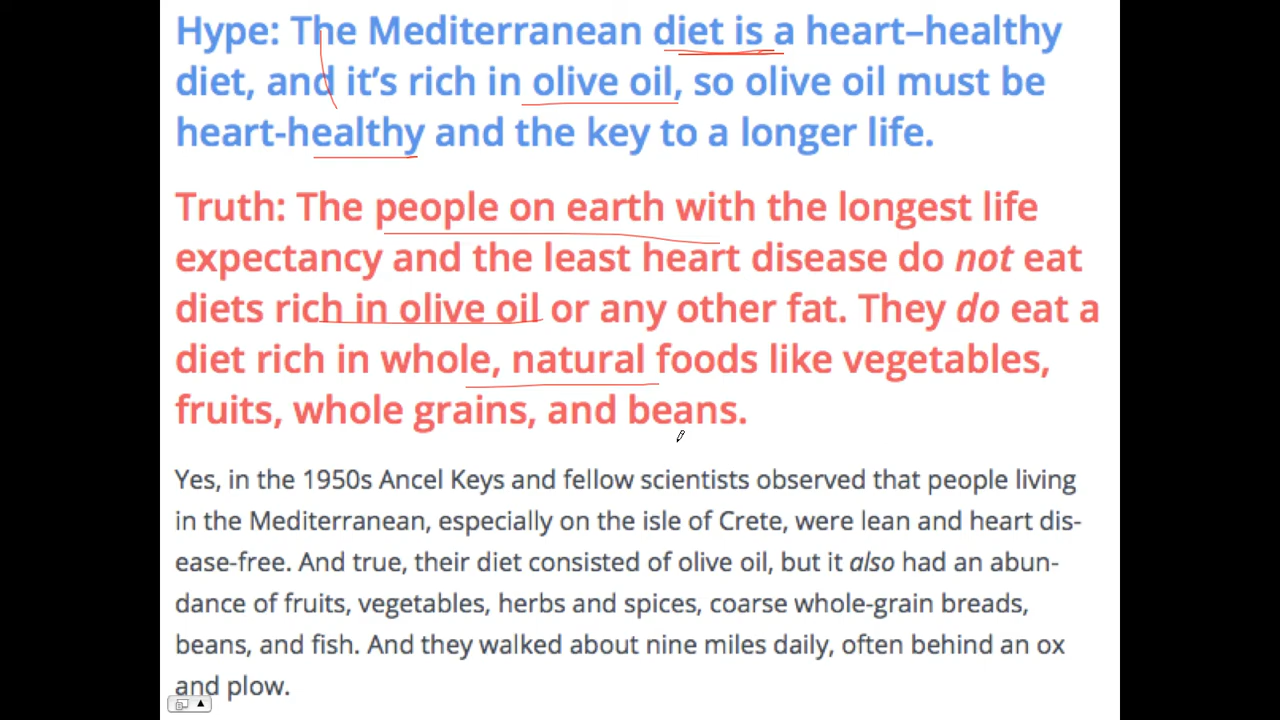 Hype: The Mediterranean diet is a heart–healthy
diet, and it’s rich in olive oil, so olive oil must be
heart-healthy and the key to a longer life.
Truth: The people on earth with the longest life
expectancy and the least heart disease do not eat
diets rich in olive oil or any other fat. They do eat a
diet rich in whole, natural foods like vegetables,
fruits, whole grains, and beans.
Yes, in the 1950s Ancel Keys and fellow scientists observed that people living
in the Mediterranean, especially on the isle of Crete, were lean and heart dis-
ease-free. And true, their diet consisted of olive oil, but it also had an abun-
dance of fruits, vegetables, herbs and spices, coarse whole-grain breads,
beans, and fish. And they walked about nine miles daily, often behind an ox
and plow.